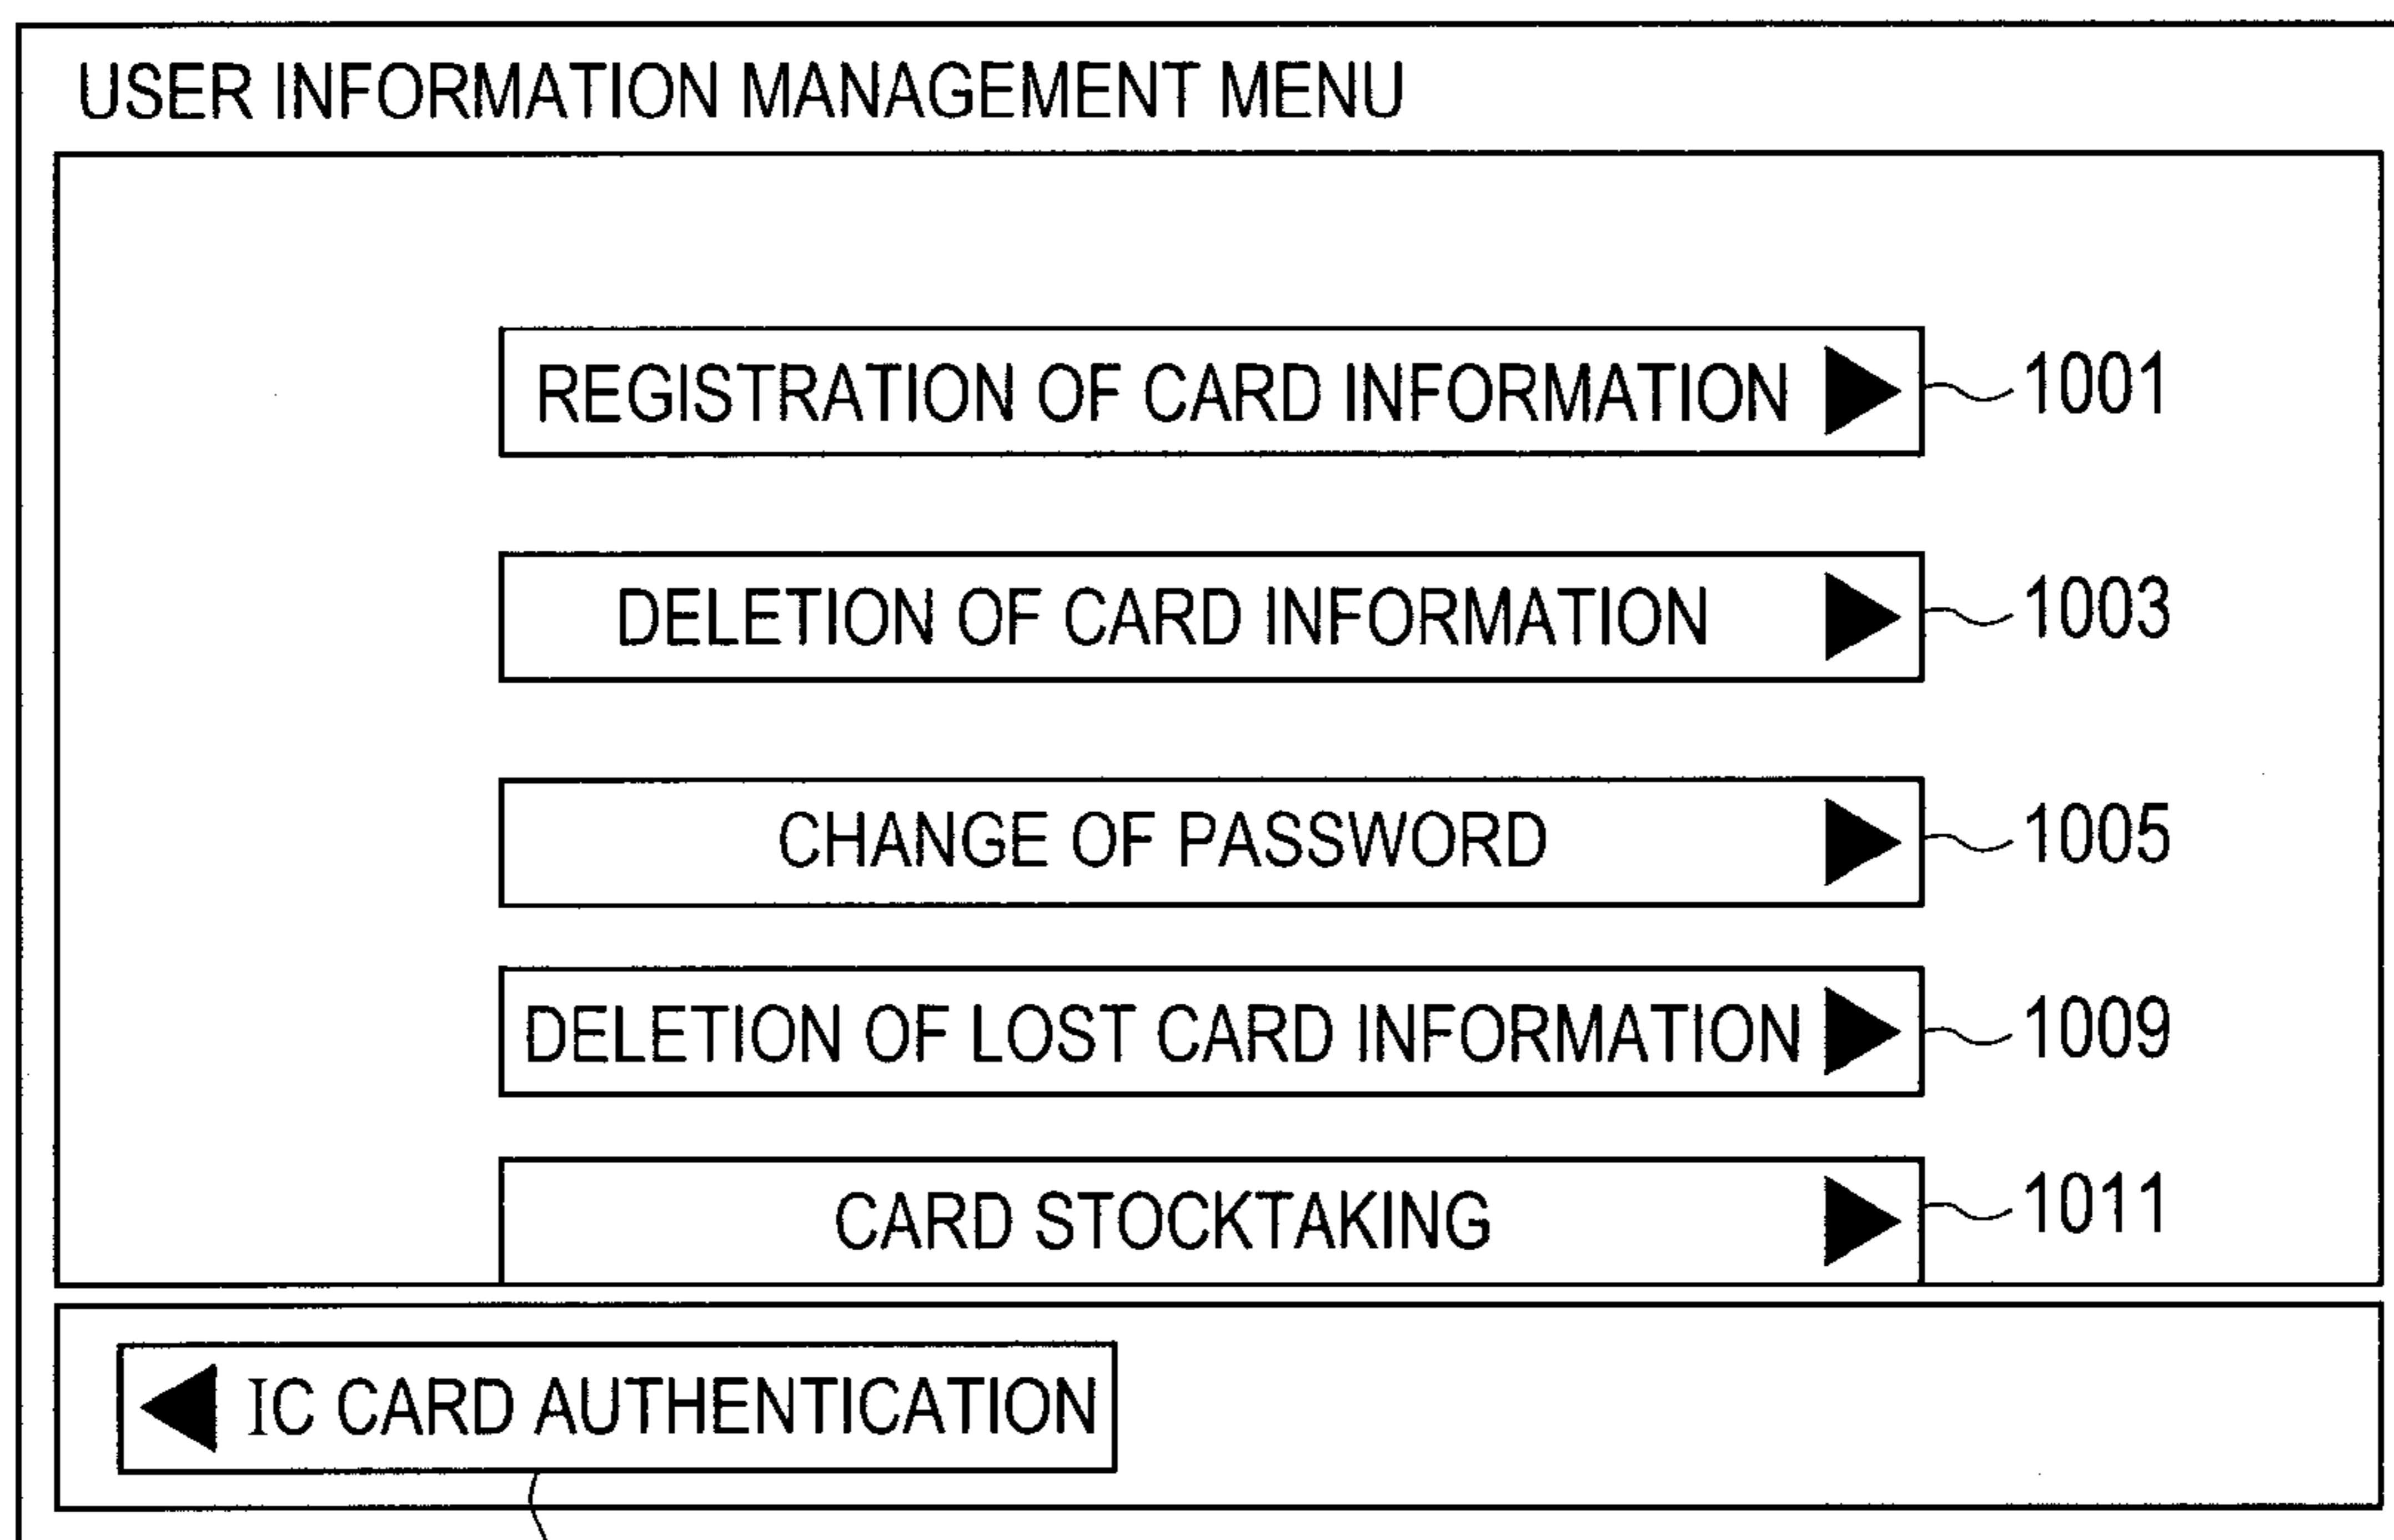 USER INFORMATION MANAGEMENT MENU
REGISTRATION OF CARD INFORMATION 1001
DELETION OF CARD INFORMATION 1003
CHANGE OF PASSWORD 1005
DELETION OF LOST CARD INFORMATION 1009
CARD STOCKTAKING 1011
IC CARD AUTHENTICATION